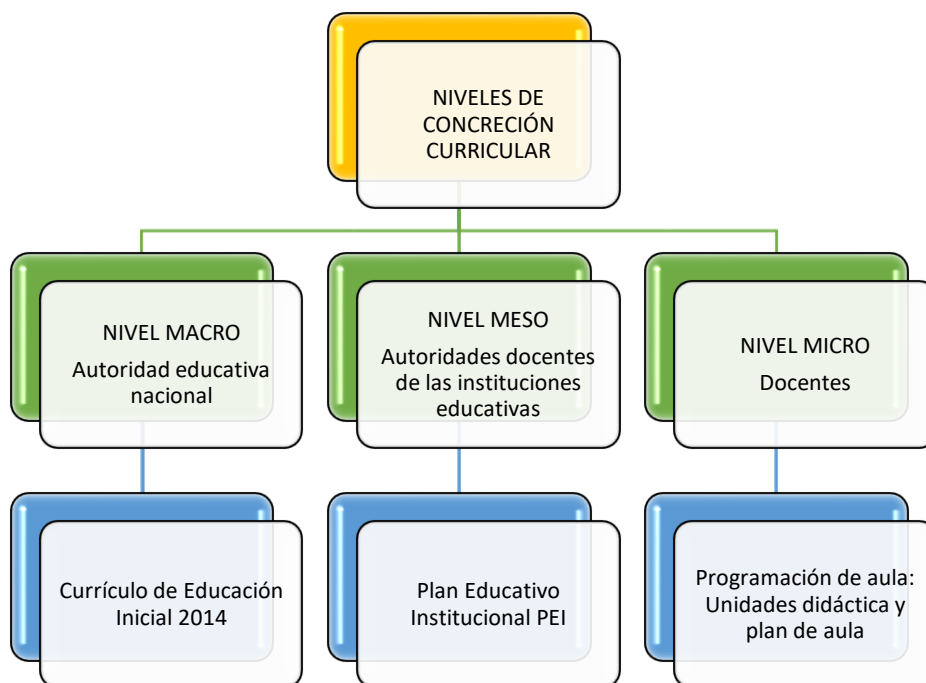 NIVELES DE
CONCRECIÓN
CURRICULAR
NIVEL MACRO
Autoridad educativa
nacional
NIVEL MESO
Autoridades docentes
de las instituciones
educativas
NIVEL MICRO
Docentes
Currículo de Educación
Inicial 2014
Plan Educativo
Institucional PEI
Programación de aula:
Unidades didáctica y
plan de aula